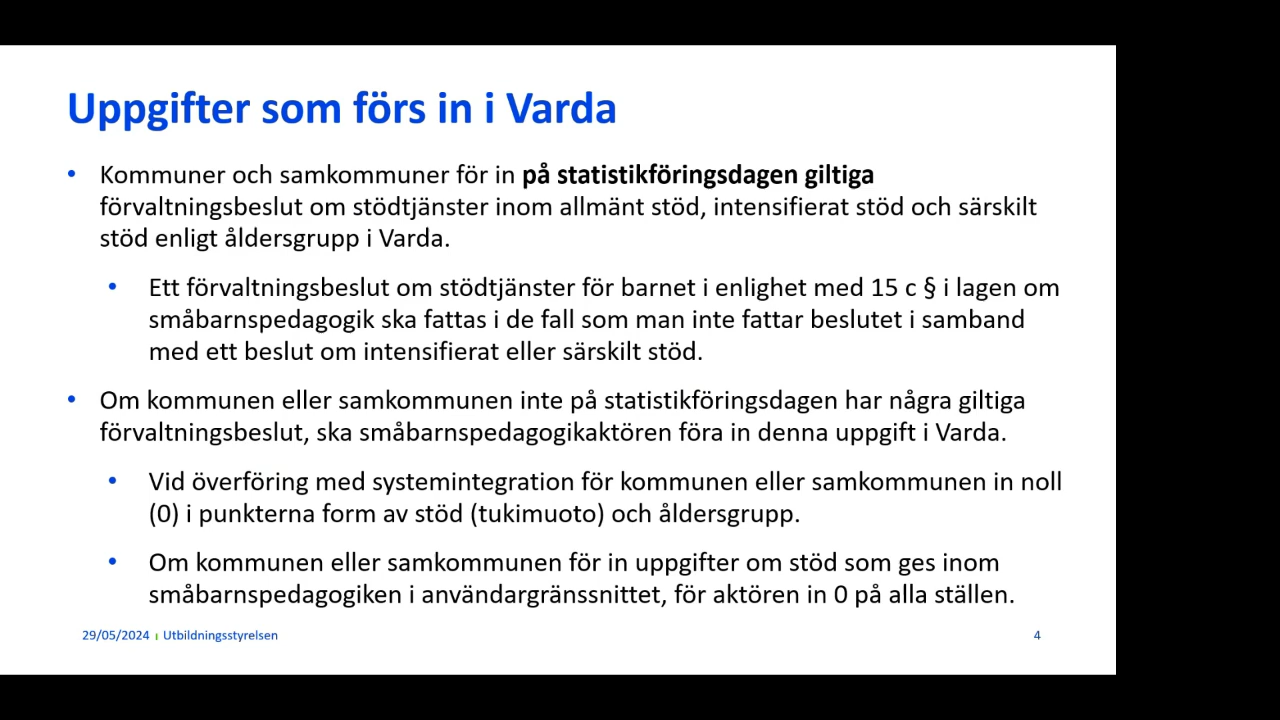 Uppgifter som förs in i Varda
• Kommuner och samkommuner för in på statistikföringsdagen giltiga
förvaltningsbeslut om stödtjänster inom allmänt stöd, intensifierat stöd och särskilt
stöd enligt åldersgrupp i Varda.
• Ett förvaltningsbeslut om stödtjänster för barnet i enlighet med 15 c § i lagen om
småbarnspedagogik ska fattas i de fall som man inte fattar beslutet i samband
med ett beslut om intensifierat eller särskilt stöd.
• Om kommunen eller samkommunen inte på statistikföringsdagen har några giltiga
förvaltningsbeslut, ska småbarnspedagogikaktören föra in denna uppgift i Varda.
• Vid överföring med systemintegration för kommunen eller samkommunen in noll
(0) i punkterna form av stöd (tukimuoto) och åldersgrupp.
• Om kommunen eller samkommunen för in uppgifter om stöd som ges inom
småbarnspedagogiken i användargränssnittet, för aktören in 0 på alla ställen.
29/05/2024 ı Utbildningsstyrelsen 4